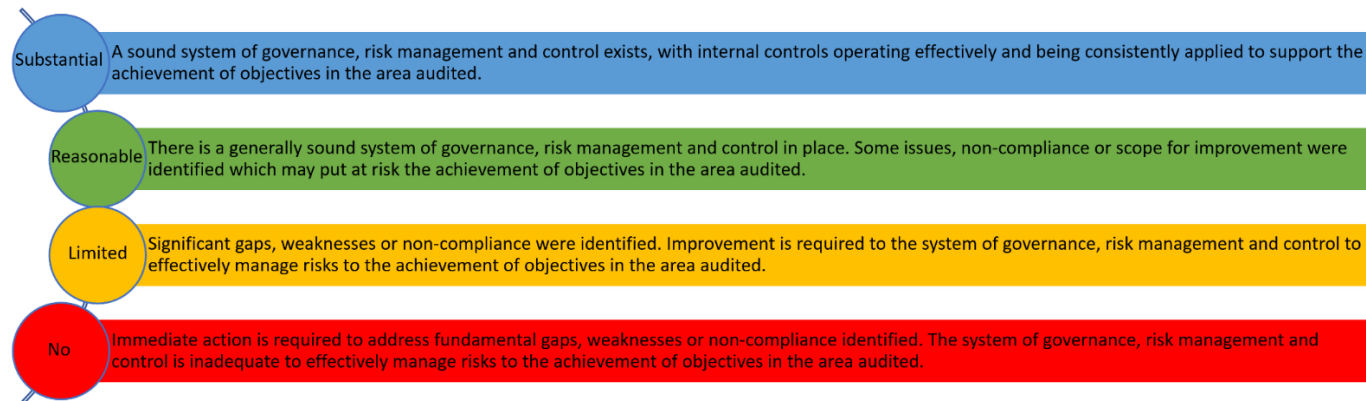 Substantial
A sound system of governance, risk management and control exists, with internal controls operating effectively and being consistently applied to support the
achievement of objectives in the area audited.
Reasonable
There is a generally sound system of governance, risk management and control in place. Some issues, non-compliance or scope for improvement were
identified which may put at risk the achievement of objectives in the area audited.
Limited
Significant gaps, weaknesses or non-compliance were identified. Improvement is required to the system of governance, risk management and control to
effectively manage risks to the achievement of objectives in the area audited.
No
Immediate action is required to address fundamental gaps, weaknesses or non-compliance identified. The system of governance, risk management and
control is inadequate to effectively manage risks to the achievement of objectives in the area audited.